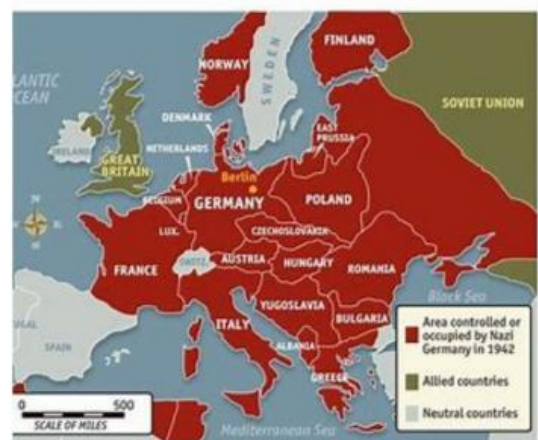 FINLAND
NORWAY
SWEDEN
ATLANTIC
OCEAN
SOVIET UNION
DENMARK
EAST
PRUSSIA
NETHERLANDS
IRELAND
GREAT
BRITAIN
Berlin
BELGIUM
GERMANY
POLAND
LUX.
CZECHOSLOVAKIA
SWITZ.
AUSTRIA
HUNGARY
FRANCE
ROMANIA
Black Sea
YUGOSLAVIA
ITALY
BULGARIA
UGAL
SPAIN
ALBANIA
GREECE
Area controlled or
occupied by Nazi
Germany in 1942
Allied countries
Neutral countries
0 500
SCALE OF MILES
Mediterranean Sea